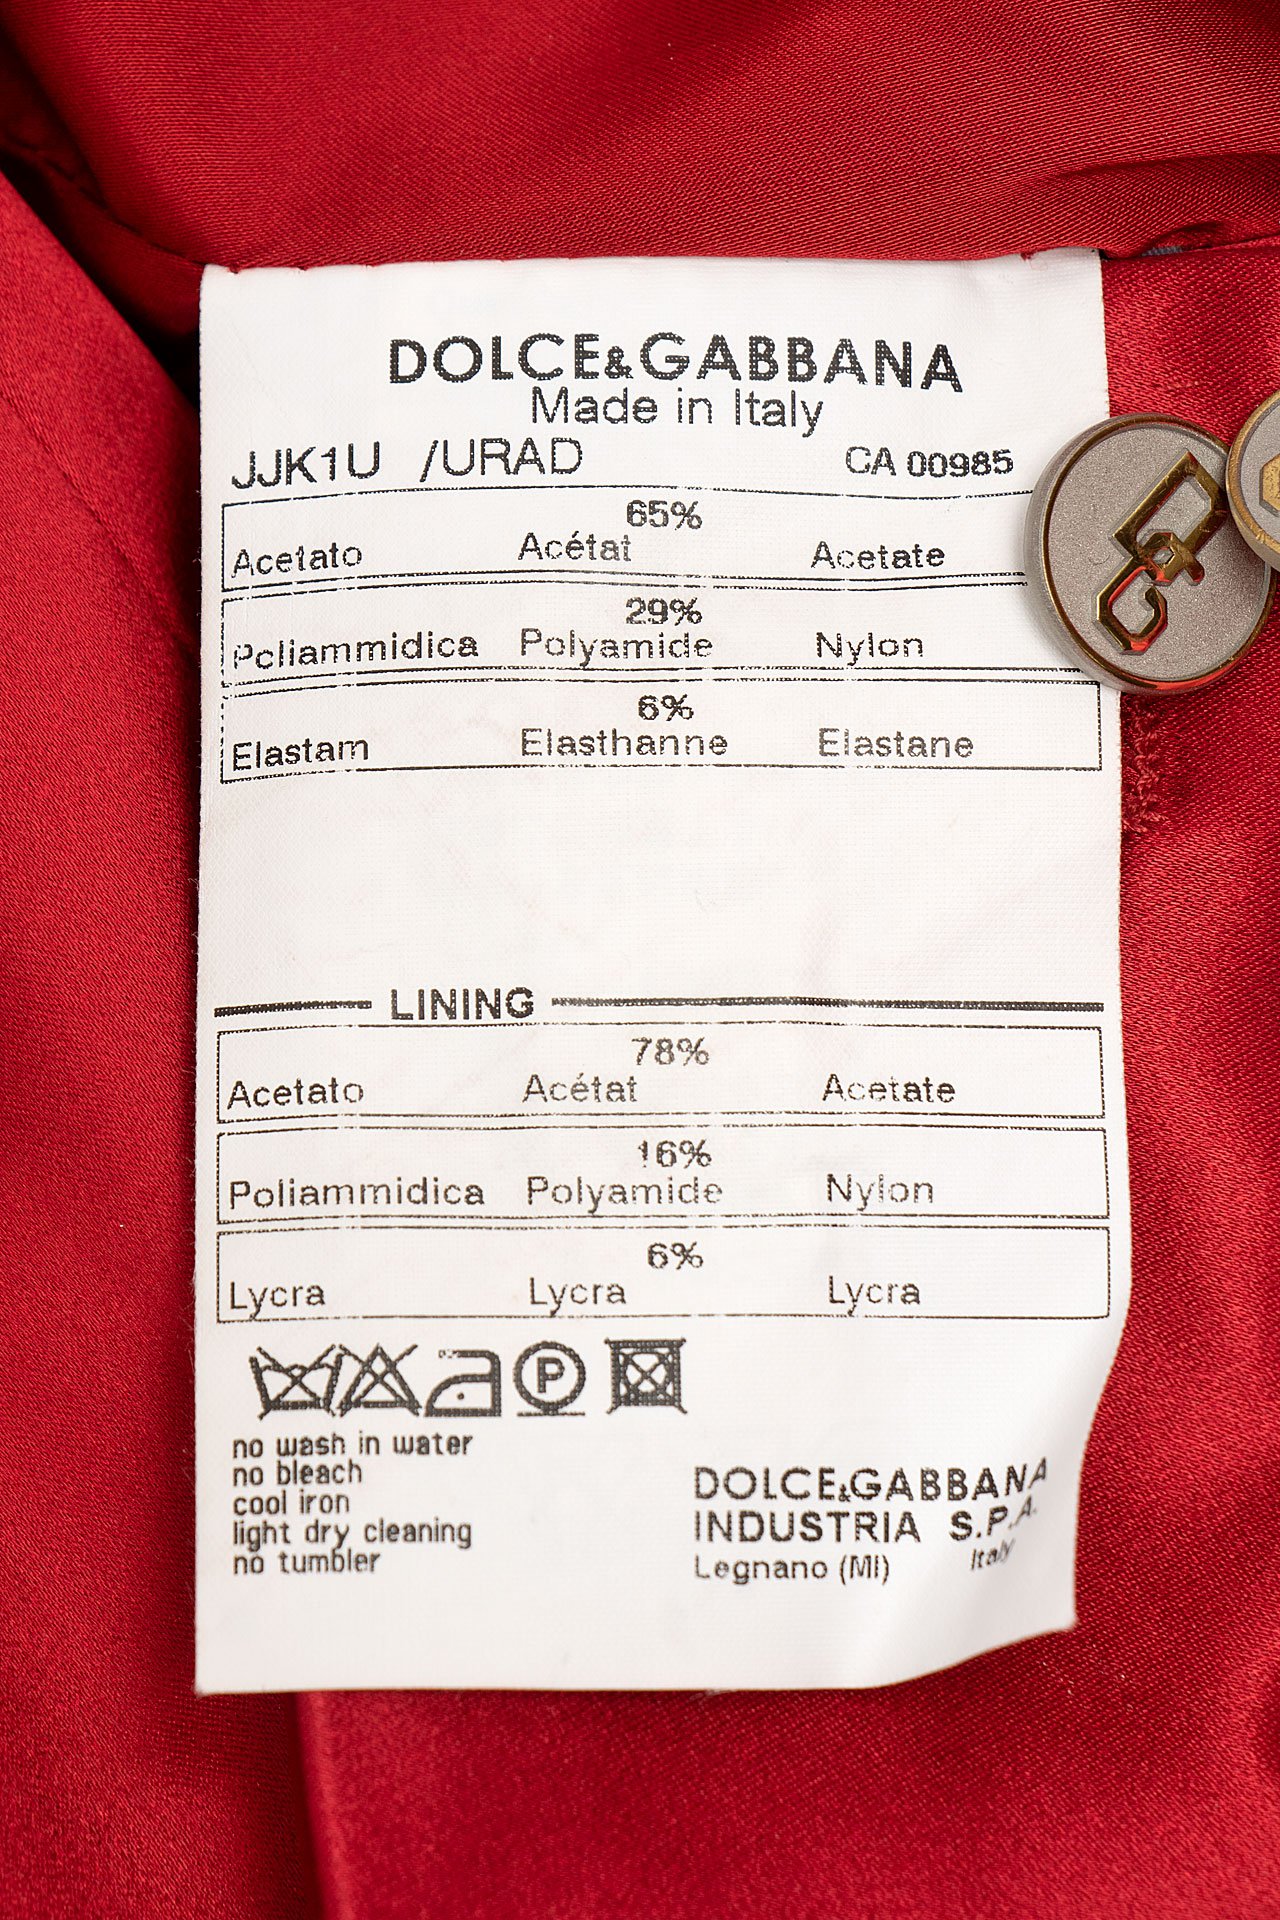 DOLCE&GABBANA
Made in Italy
JJK1U /URAD CA 00985
65%
Acetato Acétat Acetate
29%
Poliammidica Polyamide Nylon
6%
Elastam Elasthanne Elastane
LINING
78%
Acetato Acétat Acetate
16%
Poliammidica Polyamide Nylon
6%
Lycra Lycra Lycra
P
no wash in water
no bleach
cool iron
light dry cleaning
no tumbler
DOLCE&GABBANA
INDUSTRIA S.P.A.
Legnano (MI) Italy